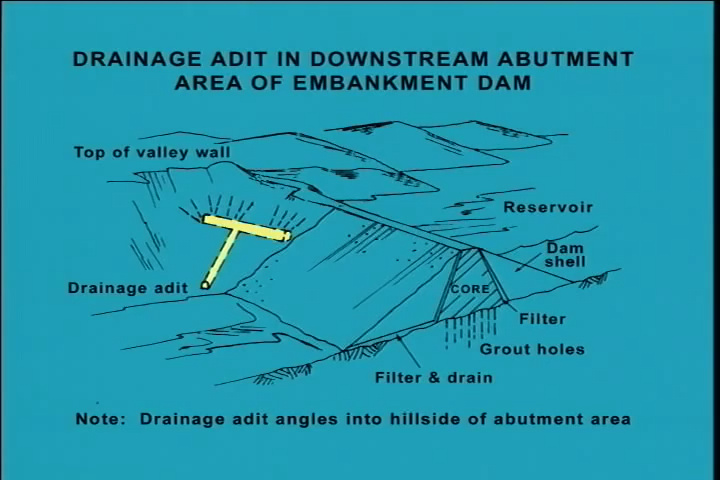 DRAINAGE ADIT IN DOWNSTREAM ABUTMENT
AREA OF EMBANKMENT DAM
Top of valley wall
Reservoir
Dam
shell
Drainage adit
CORE
Filter
Grout holes
Filter & drain
Note: Drainage adit angles into hillside of abutment area